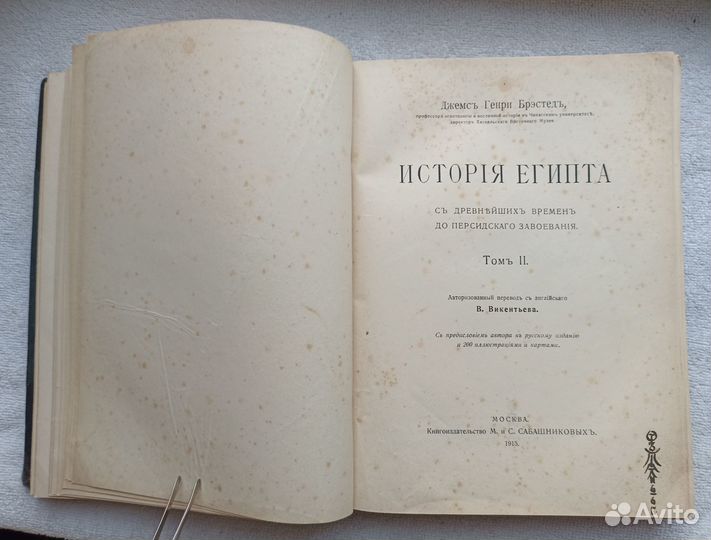 Джемсъ Генри Брэстедъ,
профессоръ египтологіи и восточной исторіи въ Чикагскомъ университетѣ,
директоръ Хаскельскаго Восточнаго Музея.
ИСТОРІЯ ЕГИПТА
СЪ ДРЕВНѢЙШИХЪ ВРЕМЕНЪ
ДО ПЕРСИДСКАГО ЗАВОЕВАНІЯ.
Томъ II.
Авторизованный переводъ съ англійскаго
В. Викентьева.
Съ предисловіемъ автора къ русскому изданію
и 200 иллюстраціями и картами.
МОСКВА.
Книгоиздательство М. и С. САБАШНИКОВЫХЪ.
1915.
Avito